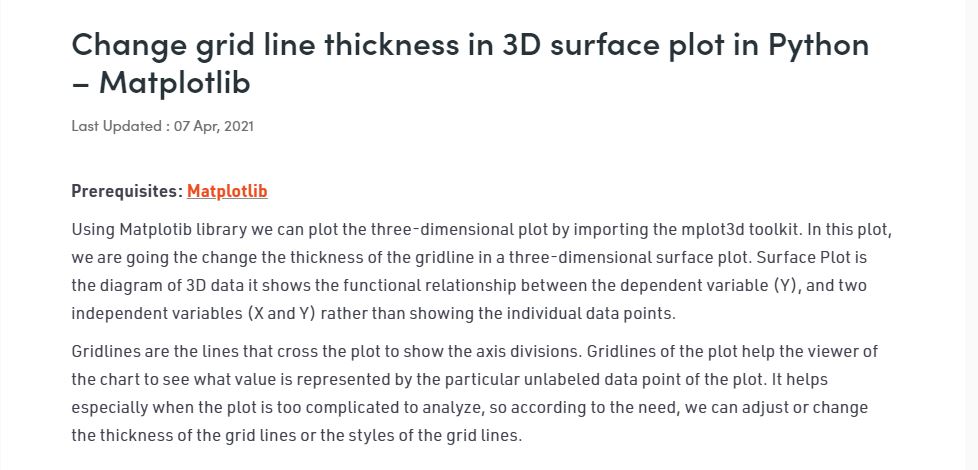 Change grid line thickness in 3D surface plot in Python
– Matplotlib
Last Updated : 07 Apr, 2021
Prerequisites: Matplotlib
Using Matplotib library we can plot the three-dimensional plot by importing the mplot3d toolkit. In this plot,
we are going the change the thickness of the gridline in a three-dimensional surface plot. Surface Plot is
the diagram of 3D data it shows the functional relationship between the dependent variable (Y), and two
independent variables (X and Y) rather than showing the individual data points.
Gridlines are the lines that cross the plot to show the axis divisions. Gridlines of the plot help the viewer of
the chart to see what value is represented by the particular unlabeled data point of the plot. It helps
especially when the plot is too complicated to analyze, so according to the need, we can adjust or change
the thickness of the grid lines or the styles of the grid lines.